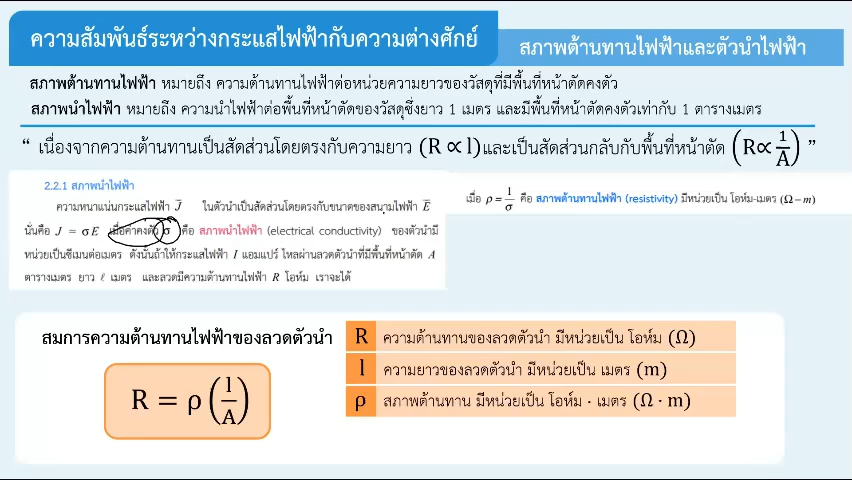 ความสัมพันธ์ระหว่างกระแสไฟฟ้ากับความต่างศักย์
สภาพต้านทานไฟฟ้าและตัวนำไฟฟ้า
สภาพต้านทานไฟฟ้า หมายถึง ความต้านทานไฟฟ้าต่อหน่วยความยาวของวัสดุที่มีพื้นที่หน้าตัดคงตัว
สภาพนำไฟฟ้า หมายถึง ความนำไฟฟ้าต่อพื้นที่หน้าตัดของวัสดุซึ่งยาว 1 เมตร และมีพื้นที่หน้าตัดคงตัวเท่ากับ 1 ตารางเมตร
“ เนื่องจากความต้านทานเป็นสัดส่วนโดยตรงกับความยาว (R ∝ l) และเป็นสัดส่วนกลับกับพื้นที่หน้าตัด (R∝ 1/A) ”
2.2.1 สภาพนำไฟฟ้า
ความหนาแน่นกระแสไฟฟ้า J ในตัวนำเป็นสัดส่วนโดยตรงกับขนาดของสนามไฟฟ้า E
นั่นคือ J = σE เมื่อค่าคงตัว σ คือ สภาพนำไฟฟ้า (electrical conductivity) ของตัวนำมี
หน่วยเป็นซีเมนต่อเมตร ดังนั้นถ้าให้กระแสไฟฟ้า I แอมแปร์ ไหลผ่านลวดตัวนำที่มีพื้นที่หน้าตัด A
ตารางเมตร ยาว ℓ เมตร และลวดมีความต้านทานไฟฟ้า R โอห์ม เราจะได้
เมื่อ ρ = 1/σ คือ สภาพต้านทานไฟฟ้า (resistivity) มีหน่วยเป็น โอห์ม-เมตร (Ω – m)
สมการความต้านทานไฟฟ้าของลวดตัวนำ
R = ρ (l/A)
R ความต้านทานของลวดตัวนำ มีหน่วยเป็น โอห์ม (Ω)
l ความยาวของลวดตัวนำ มีหน่วยเป็น เมตร (m)
ρ สภาพต้านทาน มีหน่วยเป็น โอห์ม · เมตร (Ω · m)